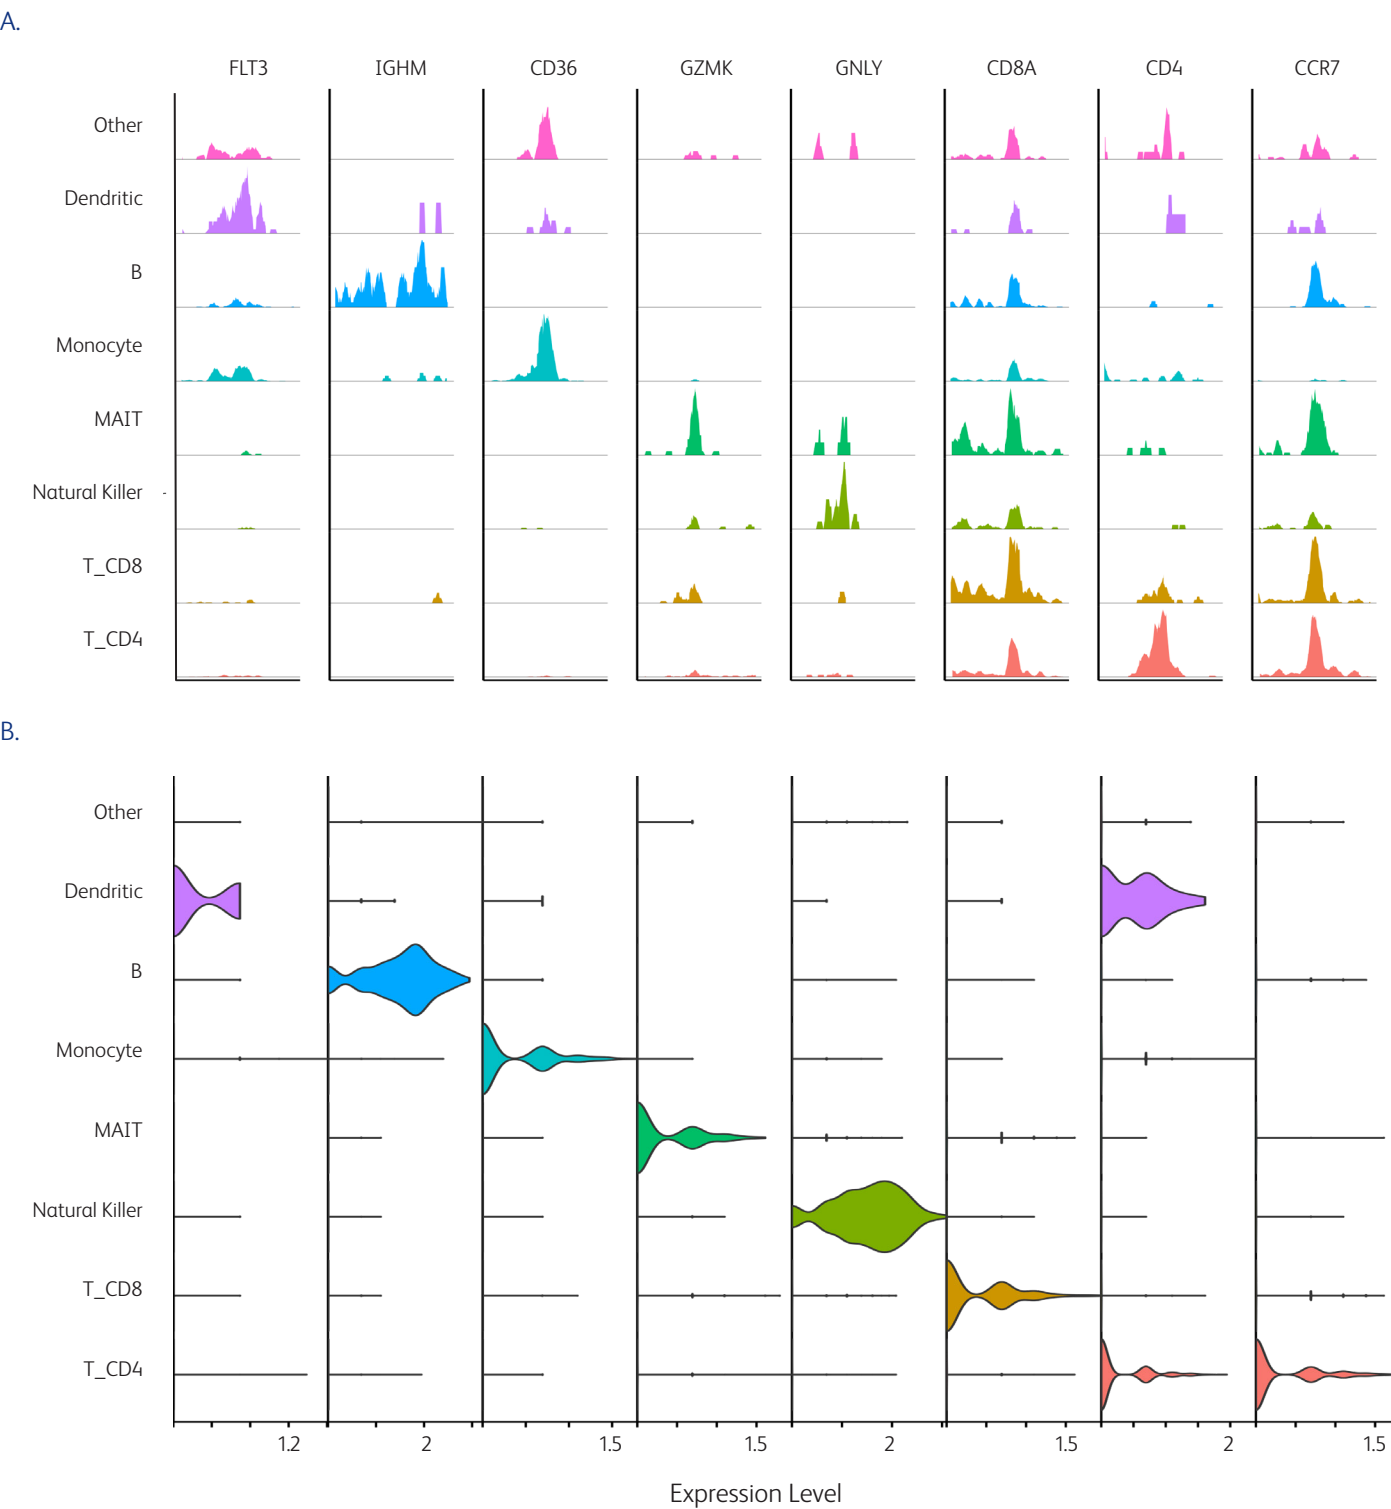 A.
FLT3 IGHM CD36 GZMK GNLY CD8A CD4 CCR7
Other
Dendritic
B
Monocyte
MAIT
Natural Killer -
T_CD8
T_CD4
B.
Other
Dendritic
B
Monocyte
MAIT
Natural Killer
T_CD8
T_CD4
1.2 2 1.5 1.5 2 1.5 2 1.5
Expression Level